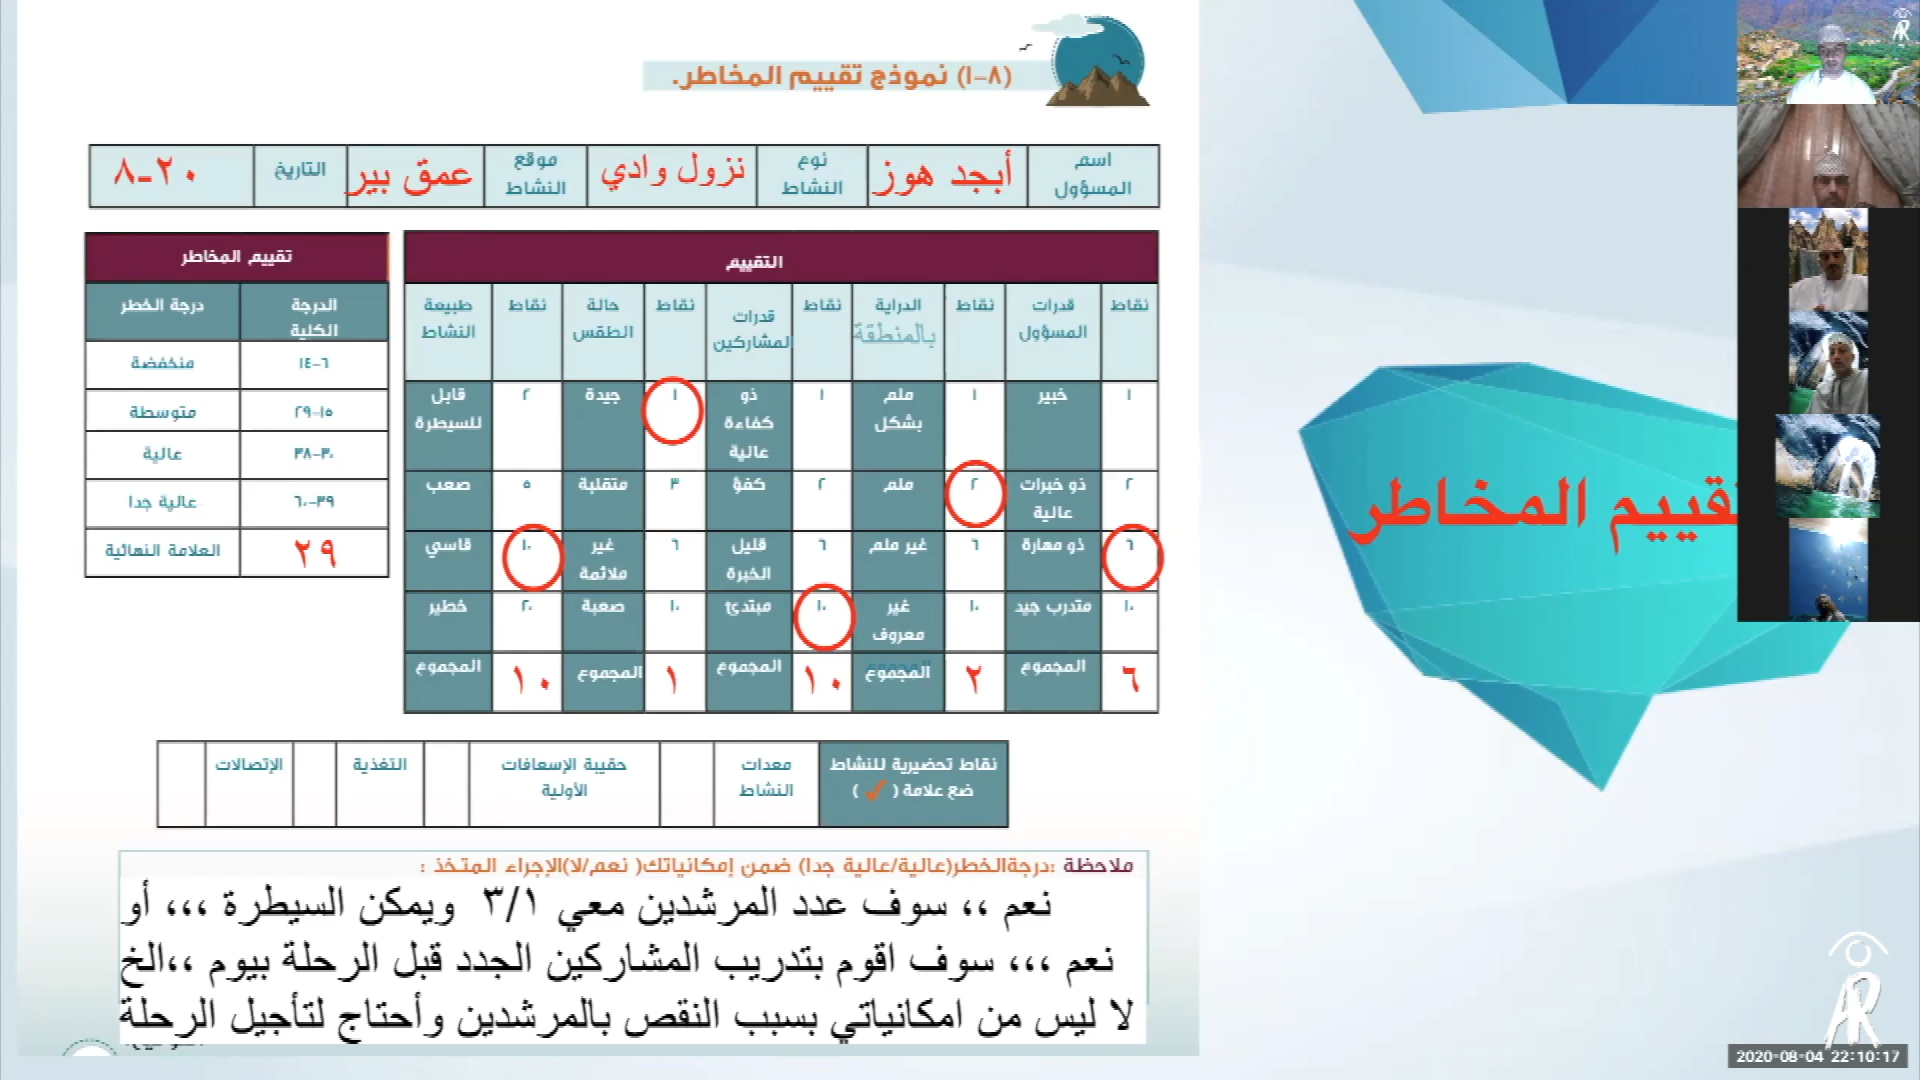 (٨-١) نموذج تقييم المخاطر.
اسم المسؤول
أبجد هوز
نوع النشاط
نزول وادي
موقع النشاط
عمق بير
التاريخ
٢٠-٨
التقييم
نقاط
قدرات المسؤول
نقاط
الدراية بالمنطقة
نقاط
قدرات المشاركين
نقاط
حالة الطقس
نقاط
طبيعة النشاط
١ خبير ١ ملم بشكل ١ ذو كفاءة عالية ١ جيدة ٢ قابل للسيطرة
٢ ذو خبرات عالية ٢ ملم ٢ كفؤ ٣ متقلبة ٥ صعب
٦ ذو مهارة ٦ غير ملم ٦ قليل الخبرة ٦ غير ملائمة ١٠ قاسي
١٠ متدرب جيد ١٠ غير معروف ١٠ مبتدئ ١٠ صعبة ٢٠ خطير
٦ المجموع ٢ المجموع ١٠ المجموع ١ المجموع ١٠ المجموع
تقييم المخاطر
الدرجة الكلية
درجة الخطر
٦-١٤ منخفضة
١٥-٢٩ متوسطة
٣٠-٣٨ عالية
٣٩-٦٠ عالية جدا
٢٩ العلامة النهائية
نقاط تحضيرية للنشاط
ضع علامة ( ✓ )
معدات النشاط
حقيبة الإسعافات الأولية
التغذية
الإتصالات
ملاحظة :درجةالخطر(عالية/عالية جدا) ضمن إمكانياتك( نعم/لا)الإجراء المتخذ :
نعم ،، سوف عدد المرشدين معي ٣/١ ويمكن السيطرة ،،، أو
نعم ،،، سوف اقوم بتدريب المشاركين الجدد قبل الرحلة بيوم ،،الخ
لا ليس من امكانياتي بسبب النقص بالمرشدين وأحتاج لتأجيل الرحلة
تقييم المخاطر
2020-08-04 22:10:17